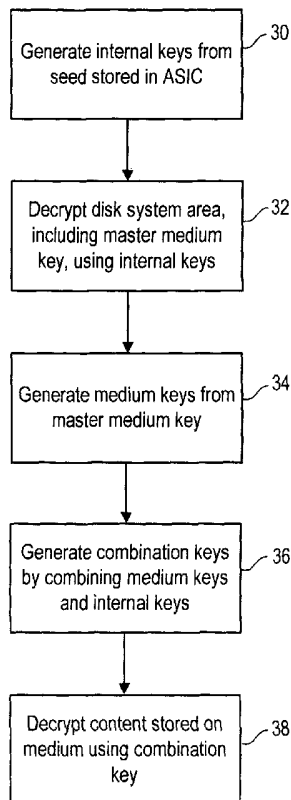 Generate internal keys from
seed stored in ASIC
30
Decrypt disk system area,
including master medium
key, using internal keys
32
Generate medium keys from
master medium key
34
Generate combination keys
by combining medium keys
and internal keys
36
Decrypt content stored on
medium using combination
key
38